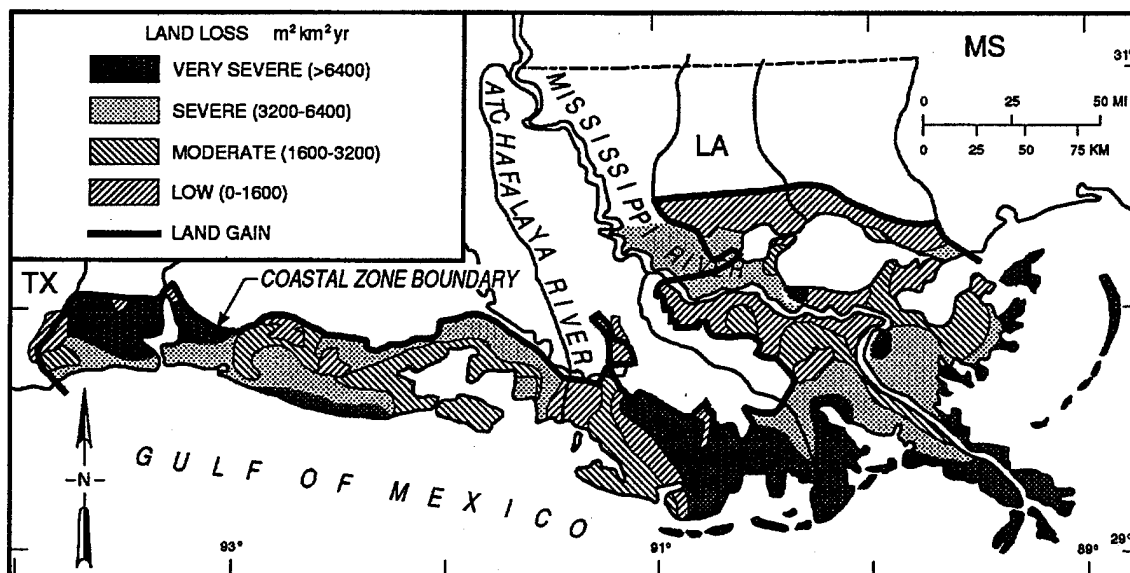 LAND LOSS m² km² yr
VERY SEVERE (>6400)
SEVERE (3200-6400)
MODERATE (1600-3200)
LOW (0-1600)
LAND GAIN
MS
31°
0 25 50 MI
0 25 50 75 KM
LA
MISSISSIPPI RIVER
ATCHAFALAYA RIVER
TX
COASTAL ZONE BOUNDARY
N
GULF OF MEXICO
93°
91°
89°
29°